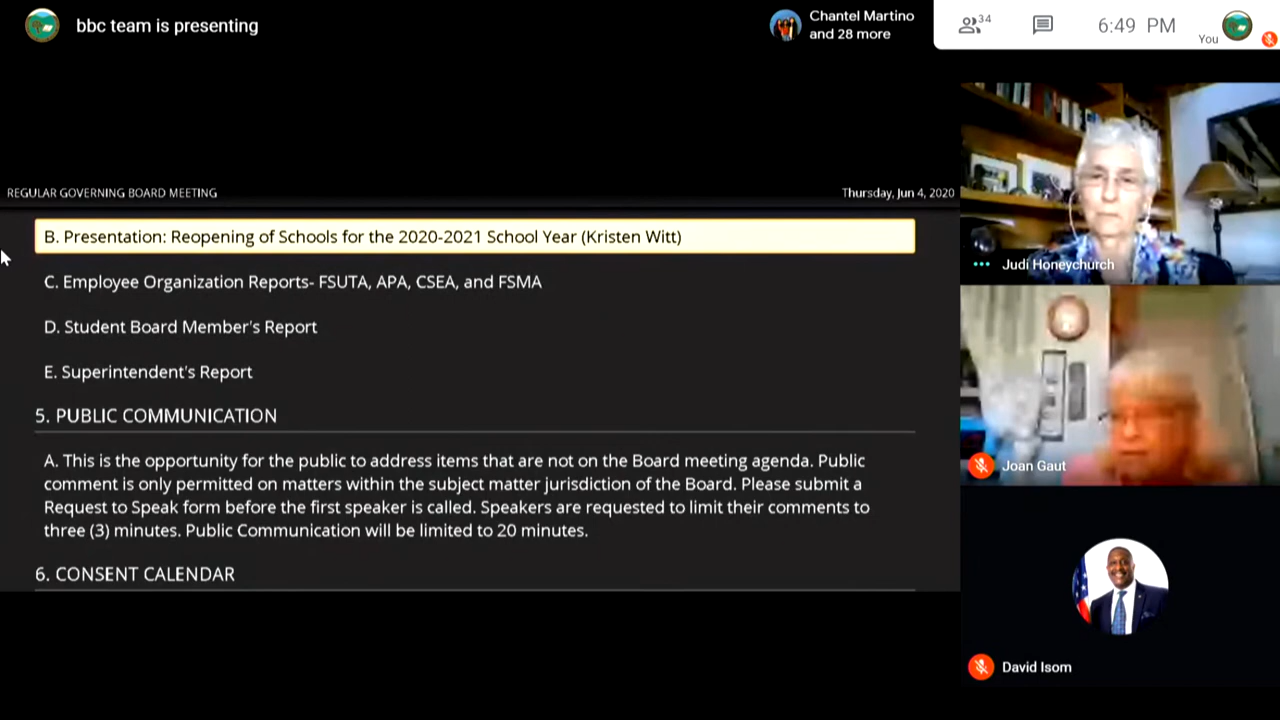 bbc team is presenting
Chantel Martino
and 28 more
34
6:49 PM
You
REGULAR GOVERNING BOARD MEETING
Thursday, Jun 4, 2020
B. Presentation: Reopening of Schools for the 2020-2021 School Year (Kristen Witt)
C. Employee Organization Reports- FSUTA, APA, CSEA, and FSMA
D. Student Board Member's Report
E. Superintendent's Report
5. PUBLIC COMMUNICATION
A. This is the opportunity for the public to address items that are not on the Board meeting agenda. Public
comment is only permitted on matters within the subject matter jurisdiction of the Board. Please submit a
Request to Speak form before the first speaker is called. Speakers are requested to limit their comments to
three (3) minutes. Public Communication will be limited to 20 minutes.
6. CONSENT CALENDAR
Judi Honeychurch
Joan Gaut
David Isom